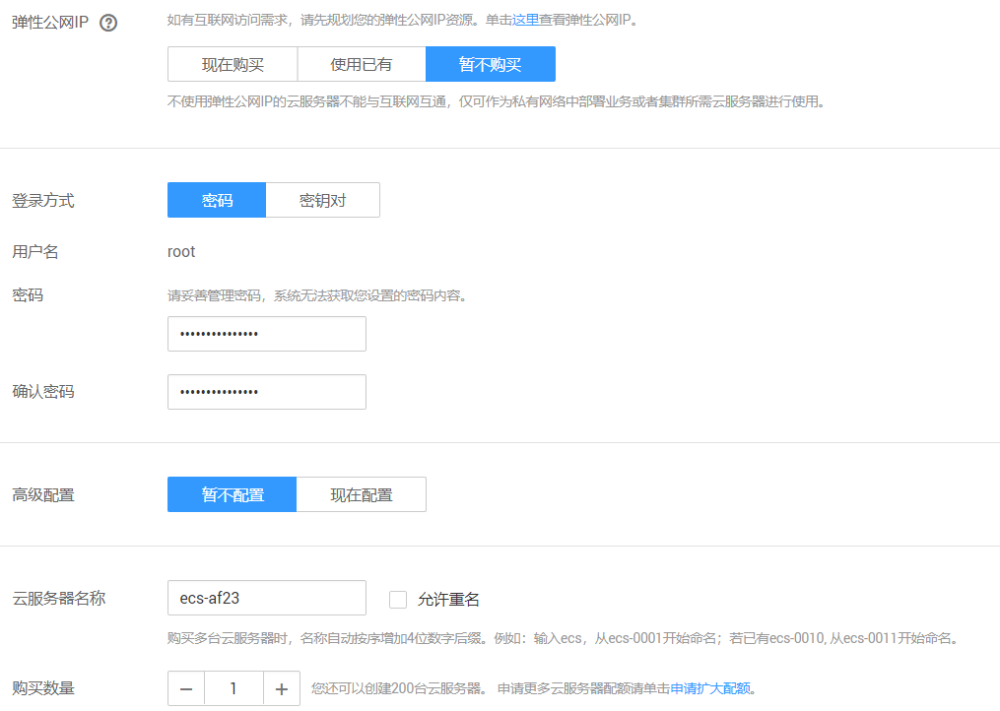 弹性公网IP ? 如有互联网访问需求，请先规划您的弹性公网IP资源。单击这里查看弹性公网IP。
现在购买 使用已有 暂不购买
不使用弹性公网IP的云服务器不能与互联网互通，仅可作为私有网络中部署业务或者集群所需云服务器进行使用。
登录方式 密码 密钥对
用户名 root
密码 请妥善管理密码，系统无法获取您设置的密码内容。
•••••••••••••••
确认密码 •••••••••••••••
高级配置 暂不配置 现在配置
云服务器名称 ecs-af23 允许重名
购买多台云服务器时，名称自动按序增加4位数字后缀。例如：输入ecs，从ecs-0001开始命名；若已有ecs-0010, 从ecs-0011开始命名。
购买数量 − 1 + 您还可以创建200台云服务器。 申请更多云服务器配额请单击申请扩大配额。